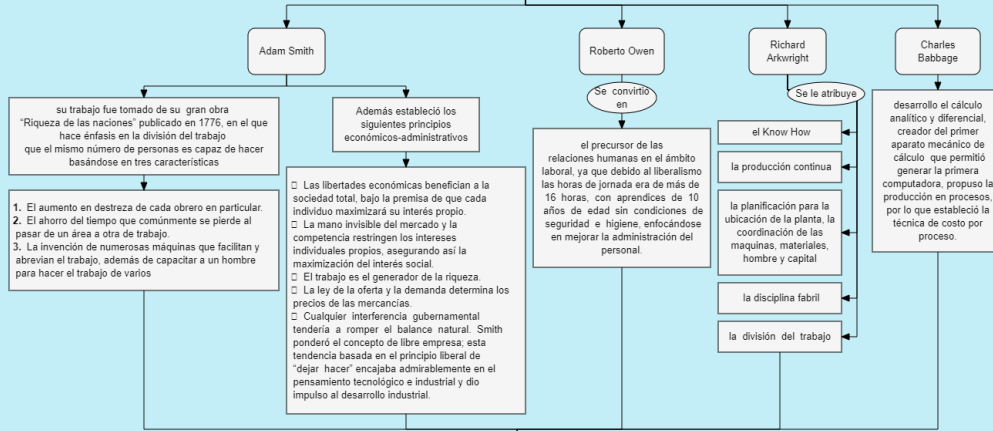 Adam Smith
Roberto Owen
Richard
Arkwright
Charles
Babbage
su trabajo fue tomado de su gran obra
“Riqueza de las naciones” publicado en 1776, en el que
hace énfasis en la división del trabajo
que el mismo número de personas es capaz de hacer
basándose en tres características
1. El aumento en destreza de cada obrero en particular.
2. El ahorro del tiempo que comúnmente se pierde al
pasar de un área a otra de trabajo.
3. La invención de numerosas máquinas que facilitan y
abrevian el trabajo, además de capacitar a un hombre
para hacer el trabajo de varios
Además estableció los
siguientes principios
económicos-administrativos
Las libertades económicas benefician a la
sociedad total, bajo la premisa de que cada
individuo maximizará su interés propio.
La mano invisible del mercado y la
competencia restringen los intereses
individuales propios, asegurando así la
maximización del interés social.
El trabajo es el generador de la riqueza.
La ley de la oferta y la demanda determina los
precios de las mercancías.
Cualquier interferencia gubernamental
tendería a romper el balance natural. Smith
ponderó el concepto de libre empresa; esta
tendencia basada en el principio liberal de
“dejar hacer” encajaba admirablemente en el
pensamiento tecnológico e industrial y dio
impulso al desarrollo industrial.
Se convirtió
en
el precursor de las
relaciones humanas en el ámbito
laboral, ya que debido al liberalismo
las horas de jornada era de más de
16 horas, con aprendices de 10
años de edad sin condiciones de
seguridad e higiene, enfocándose
en mejorar la administración del
personal.
Se le atribuye
el Know How
la producción continua
la planificación para la
ubicación de la planta, la
coordinación de las
maquinas, materiales,
hombre y capital
la disciplina fabril
la división del trabajo
desarrollo el cálculo
analítico y diferencial,
creador del primer
aparato mecánico de
cálculo que permitió
generar la primera
computadora, propuso la
producción en procesos,
por lo que estableció la
técnica de costo por
proceso.